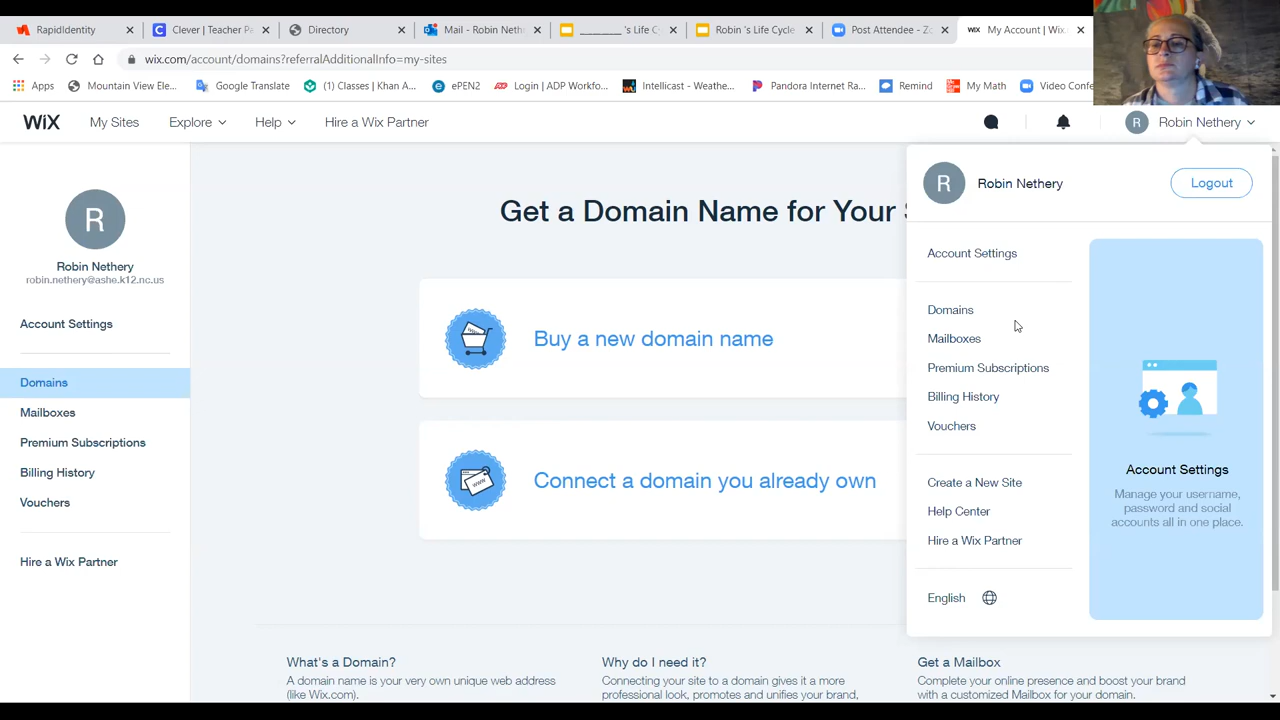 RapidIdentity
Clever | Teacher Pa
Directory
Mail - Robin Neth
________ 's Life C
Robin 's Life Cycle
Post Attendee - Zo
WiX My Account | Wix.
wix.com/account/domains?referralAdditionalInfo=my-sites
Apps
Mountain View Ele...
Google Translate
(1) Classes | Khan A...
ePEN2
Login | ADP Workfo...
Intellicast - Weathe...
Pandora Internet Ra...
Remind
My Math
Video Confe
WiX
My Sites
Explore
Help
Hire a Wix Partner
R
Robin Nethery
R
Robin Nethery
robin.nethery@ashe.k12.nc.us
Account Settings
Domains
Mailboxes
Premium Subscriptions
Billing History
Vouchers
Hire a Wix Partner
Get a Domain Name for Your
Buy a new domain name
Connect a domain you already own
What's a Domain?
A domain name is your very own unique web address
(like Wix.com).
Why do I need it?
Connecting your site to a domain gives it a more
professional look, promotes and unifies your brand,
Get a Mailbox
Complete your online presence and boost your brand
with a customized Mailbox for your domain.
R
Robin Nethery
Logout
Account Settings
Domains
Mailboxes
Premium Subscriptions
Billing History
Vouchers
Create a New Site
Help Center
Hire a Wix Partner
English
Account Settings
Manage your username,
password and social
accounts all in one place.